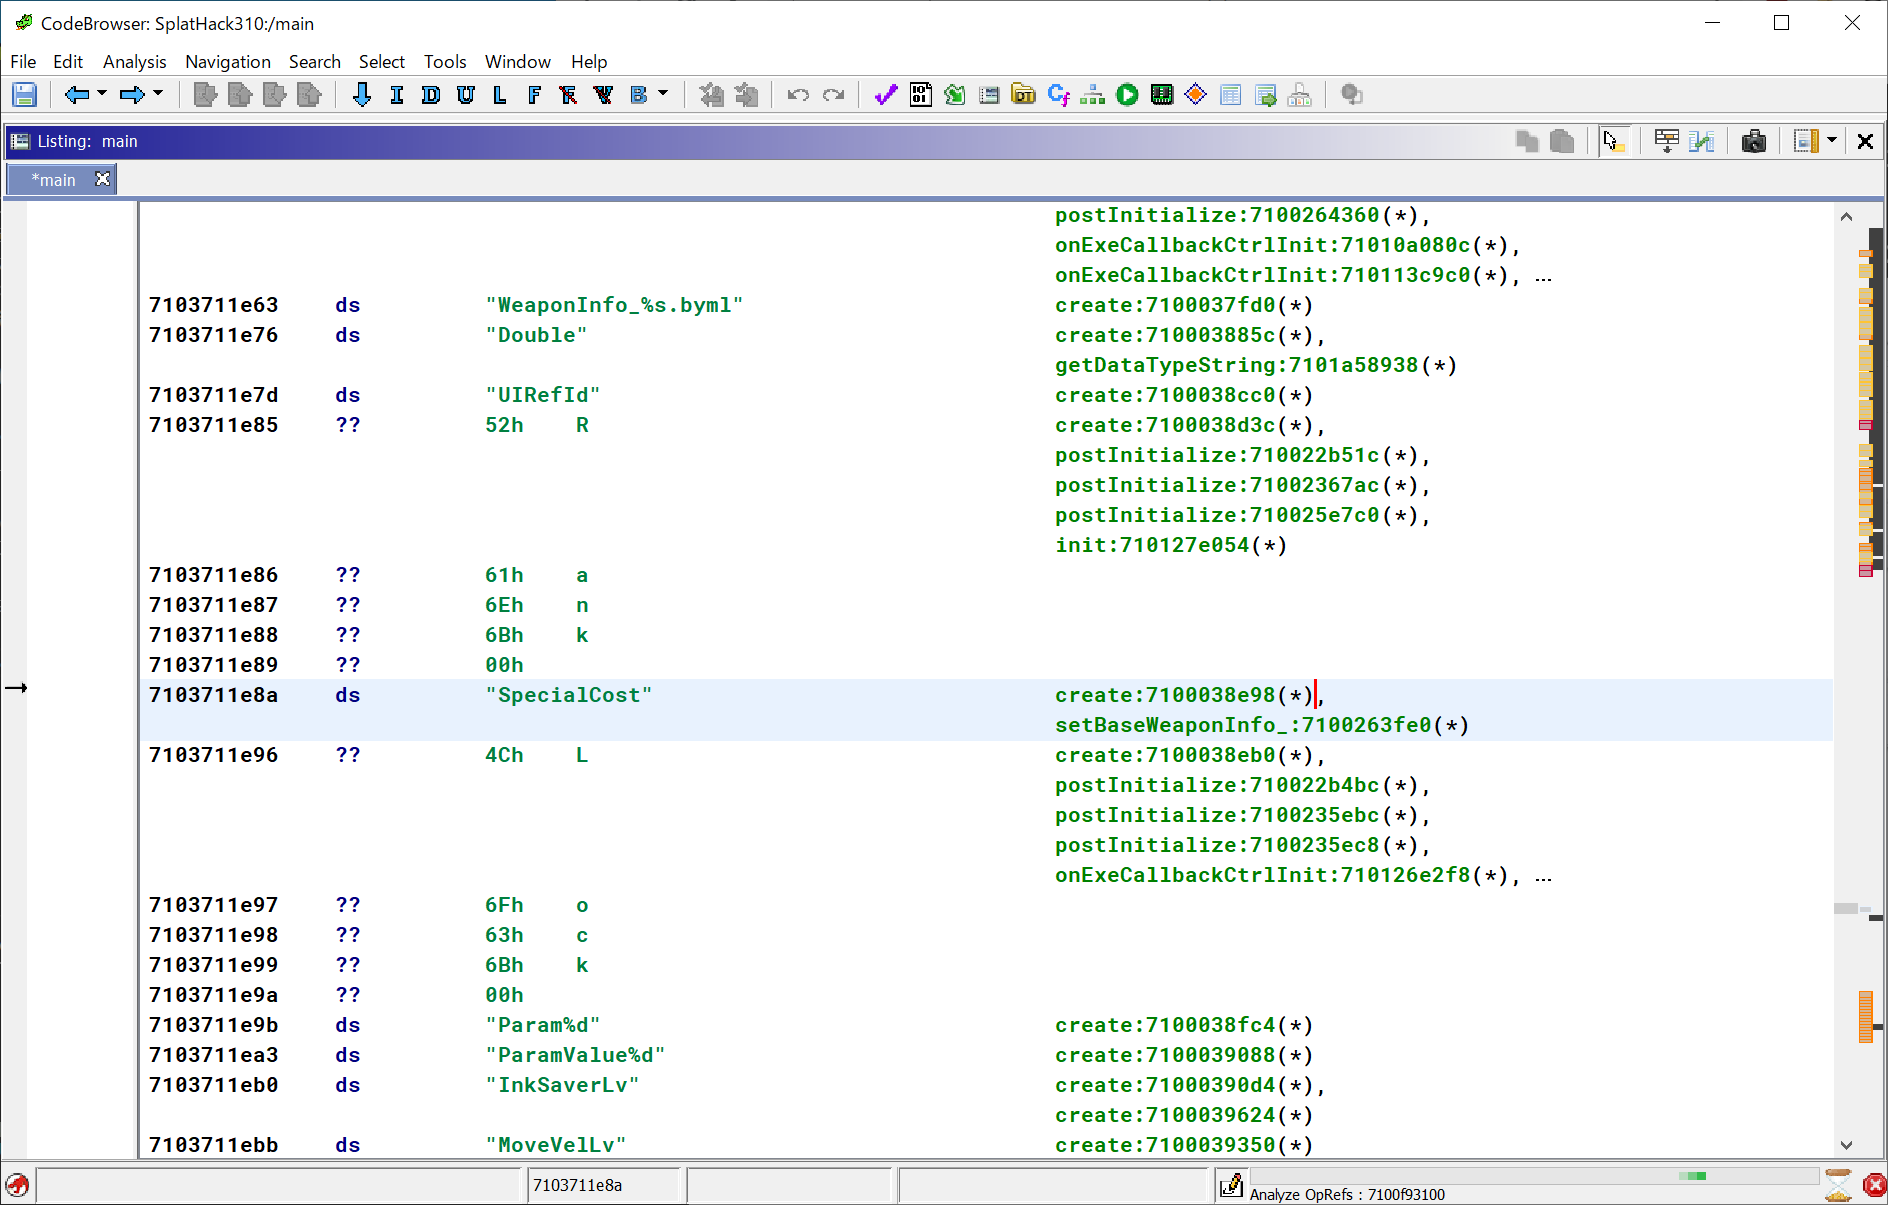 CodeBrowser: SplatHack310:/main
File Edit Analysis Navigation Search Select Tools Window Help
I D U L F B
Listing: main
*main
postInitialize:7100264360(*),
onExeCallbackCtrlInit:71010a080c(*),
onExeCallbackCtrlInit:710113c9c0(*), ...
7103711e63 ds "WeaponInfo_%s.byml" create:7100037fd0(*)
7103711e76 ds "Double" create:710003885c(*),
getDataTypeString:7101a58938(*)
7103711e7d ds "UIRefId" create:7100038cc0(*)
7103711e85 ?? 52h R create:7100038d3c(*),
postInitialize:710022b51c(*),
postInitialize:71002367ac(*),
postInitialize:710025e7c0(*),
init:710127e054(*)
7103711e86 ?? 61h a
7103711e87 ?? 6Eh n
7103711e88 ?? 6Bh k
7103711e89 ?? 00h
7103711e8a ds "SpecialCost" create:7100038e98(*),
setBaseWeaponInfo_:7100263fe0(*)
7103711e96 ?? 4Ch L create:7100038eb0(*),
postInitialize:710022b4bc(*),
postInitialize:7100235ebc(*),
postInitialize:7100235ec8(*),
onExeCallbackCtrlInit:710126e2f8(*), ...
7103711e97 ?? 6Fh o
7103711e98 ?? 63h c
7103711e99 ?? 6Bh k
7103711e9a ?? 00h
7103711e9b ds "Param%d" create:7100038fc4(*)
7103711ea3 ds "ParamValue%d" create:7100039088(*)
7103711eb0 ds "InkSaverLv" create:71000390d4(*),
create:7100039624(*)
7103711ebb ds "MoveVelLv" create:7100039350(*)
7103711e8a
Analyze OpRefs : 7100f93100